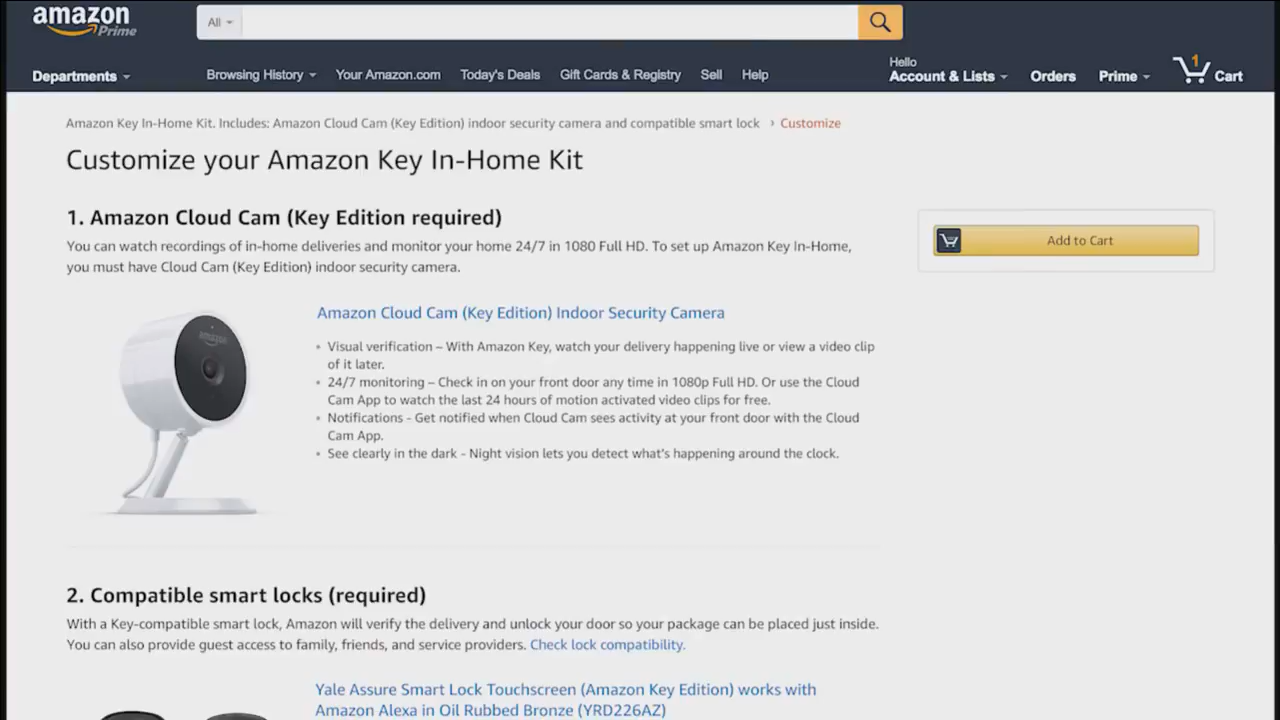 amazon
Prime
All
Departments
Browsing History
Your Amazon.com
Today's Deals
Gift Cards & Registry
Sell
Help
Hello
Account & Lists
Orders
Prime
1
Cart
Amazon Key In-Home Kit. Includes: Amazon Cloud Cam (Key Edition) indoor security camera and compatible smart lock › Customize
Customize your Amazon Key In-Home Kit
1. Amazon Cloud Cam (Key Edition required)
You can watch recordings of in-home deliveries and monitor your home 24/7 in 1080 Full HD. To set up Amazon Key In-Home,
you must have Cloud Cam (Key Edition) indoor security camera.
Add to Cart
amazon
Amazon Cloud Cam (Key Edition) Indoor Security Camera
• Visual verification – With Amazon Key, watch your delivery happening live or view a video clip
of it later.
• 24/7 monitoring – Check in on your front door any time in 1080p Full HD. Or use the Cloud
Cam App to watch the last 24 hours of motion activated video clips for free.
• Notifications - Get notified when Cloud Cam sees activity at your front door with the Cloud
Cam App.
• See clearly in the dark - Night vision lets you detect what's happening around the clock.
2. Compatible smart locks (required)
With a Key-compatible smart lock, Amazon will verify the delivery and unlock your door so your package can be placed just inside.
You can also provide guest access to family, friends, and service providers. Check lock compatibility.
Yale Assure Smart Lock Touchscreen (Amazon Key Edition) works with
Amazon Alexa in Oil Rubbed Bronze (YRD226AZ)